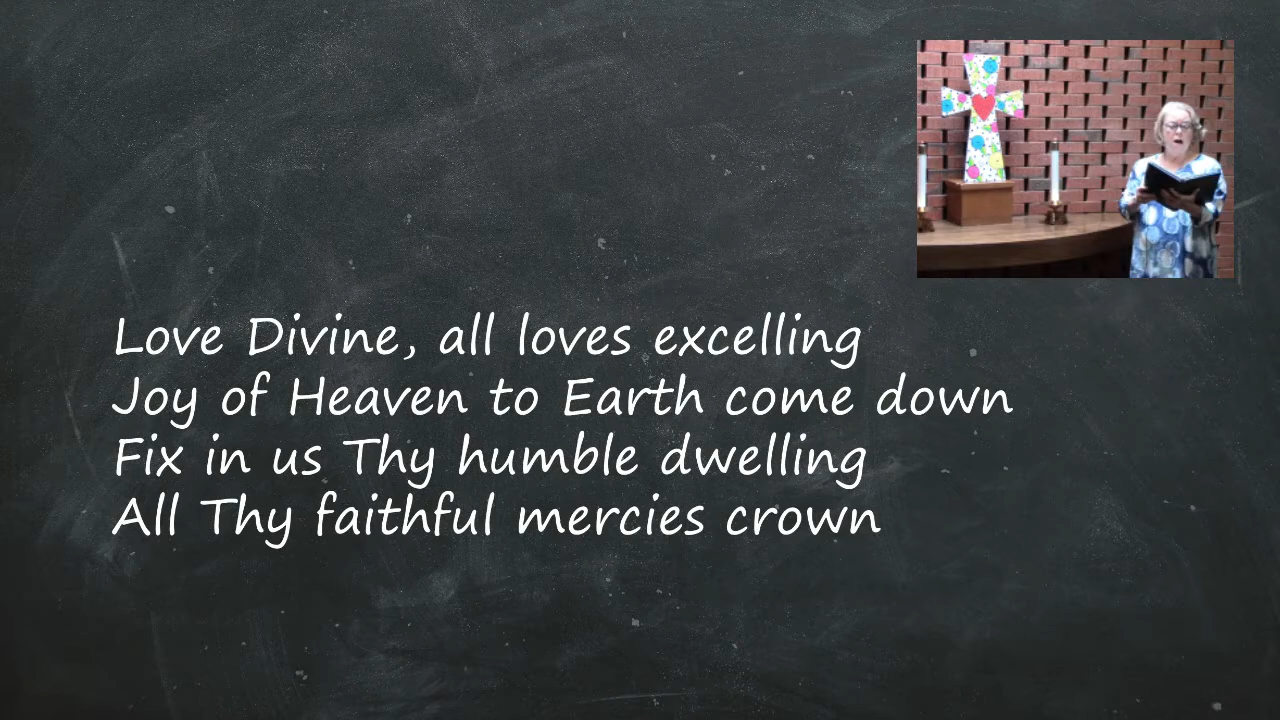 Love Divine, all loves excelling
Joy of Heaven to Earth come down
Fix in us Thy humble dwelling
All Thy faithful mercies crown